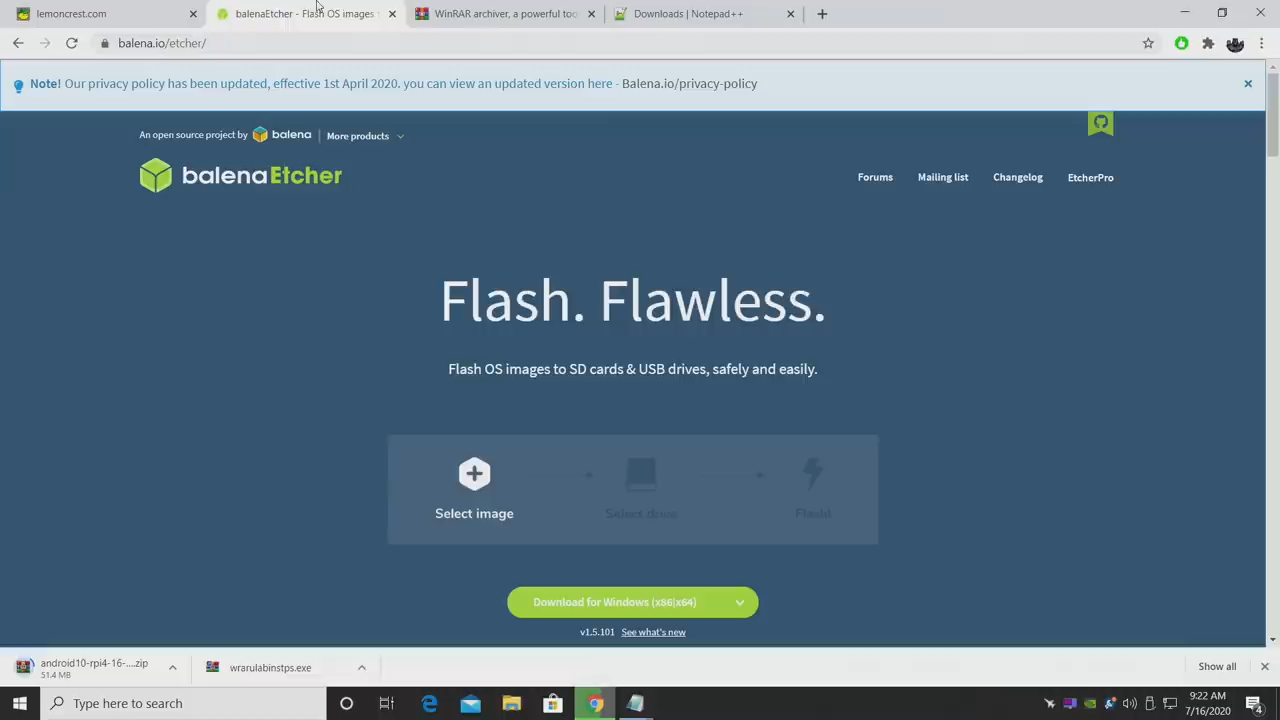 lemoncrest.com
balenaEtcher - Flash OS images
WinRAR archiver, a powerful too
Downloads | Notepad++
balena.io/etcher/
Note! Our privacy policy has been updated, effective 1st April 2020. you can view an updated version here - Balena.io/privacy-policy
An open source project by balena
More products
balenaEtcher
Forums
Mailing list
Changelog
EtcherPro
Flash. Flawless.
Flash OS images to SD cards & USB drives, safely and easily.
Select image
Select drive
Flash!
Download for Windows (x86|x64)
v1.5.101 See what's new
android10-rpi4-16-....zip
51.4 MB
wrarulabinstps.exe
Show all
Type here to search
9:22 AM
7/16/2020
4